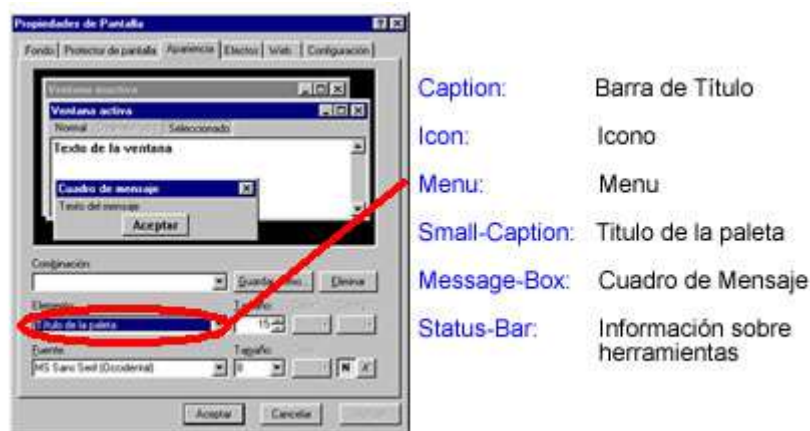 Propiedades de Pantalla
Fondo Protector de pantalla Apariencia Efectos Web Configuración
Ventana inactiva
Ventana activa
Normal Seleccionado
Texto de la ventana
Cuadro de mensaje
Texto del mensaje
Aceptar
Combinación:
Guardar como... Eliminar
Elemento: Tamaño:
Título de la paleta 15
Fuente: Tamaño:
MS Sans Serif (Occidental) 8 N K
Aceptar Cancelar
Caption: Barra de Título
Icon: Icono
Menu: Menu
Small-Caption: Titulo de la paleta
Message-Box: Cuadro de Mensaje
Status-Bar: Información sobre
herramientas